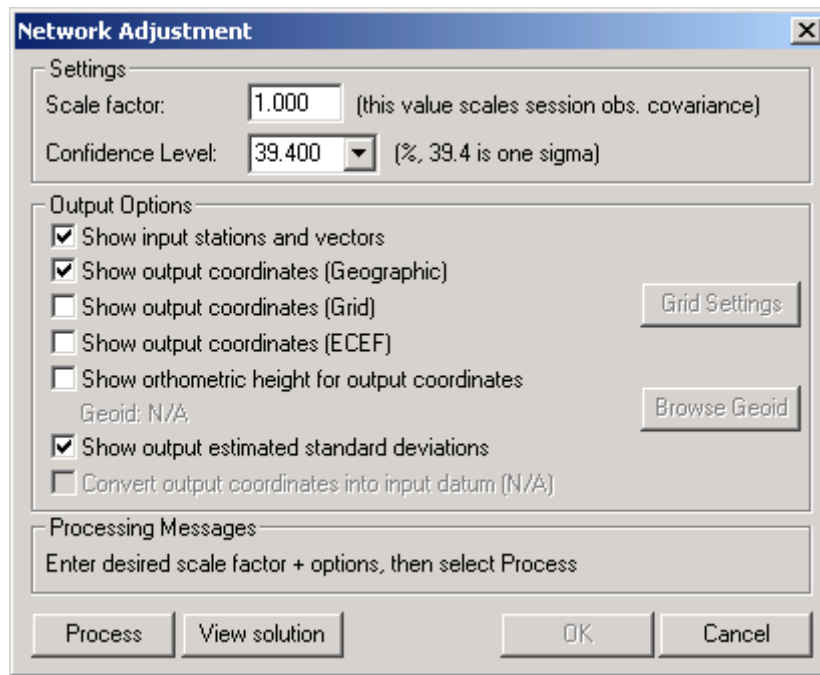 Network Adjustment
Settings
Scale factor: 1.000 (this value scales session obs. covariance)
Confidence Level: 39.400 (%, 39.4 is one sigma)
Output Options
Show input stations and vectors
Show output coordinates (Geographic)
Show output coordinates (Grid)
Grid Settings
Show output coordinates (ECEF)
Show orthometric height for output coordinates
Geoid: N/A
Browse Geoid
Show output estimated standard deviations
Convert output coordinates into input datum (N/A)
Processing Messages
Enter desired scale factor + options, then select Process
Process View solution OK Cancel